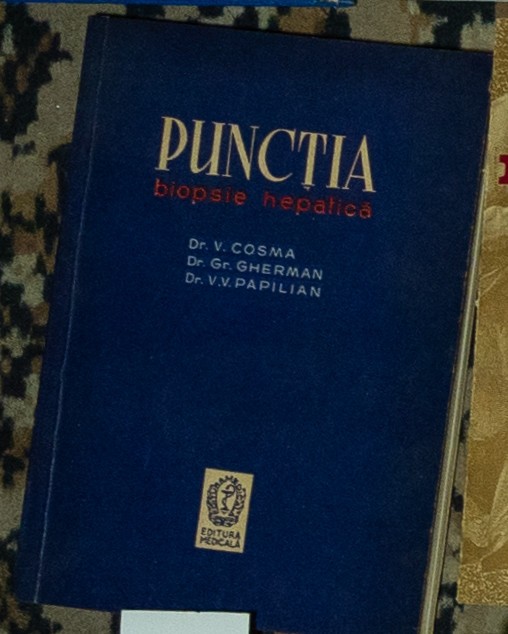 PUNCȚIA
biopsie hepatică
Dr. V. COSMA
Dr. Gr. GHERMAN
Dr. V.V. PAPILIAN
EDITURA
MEDICALĂ